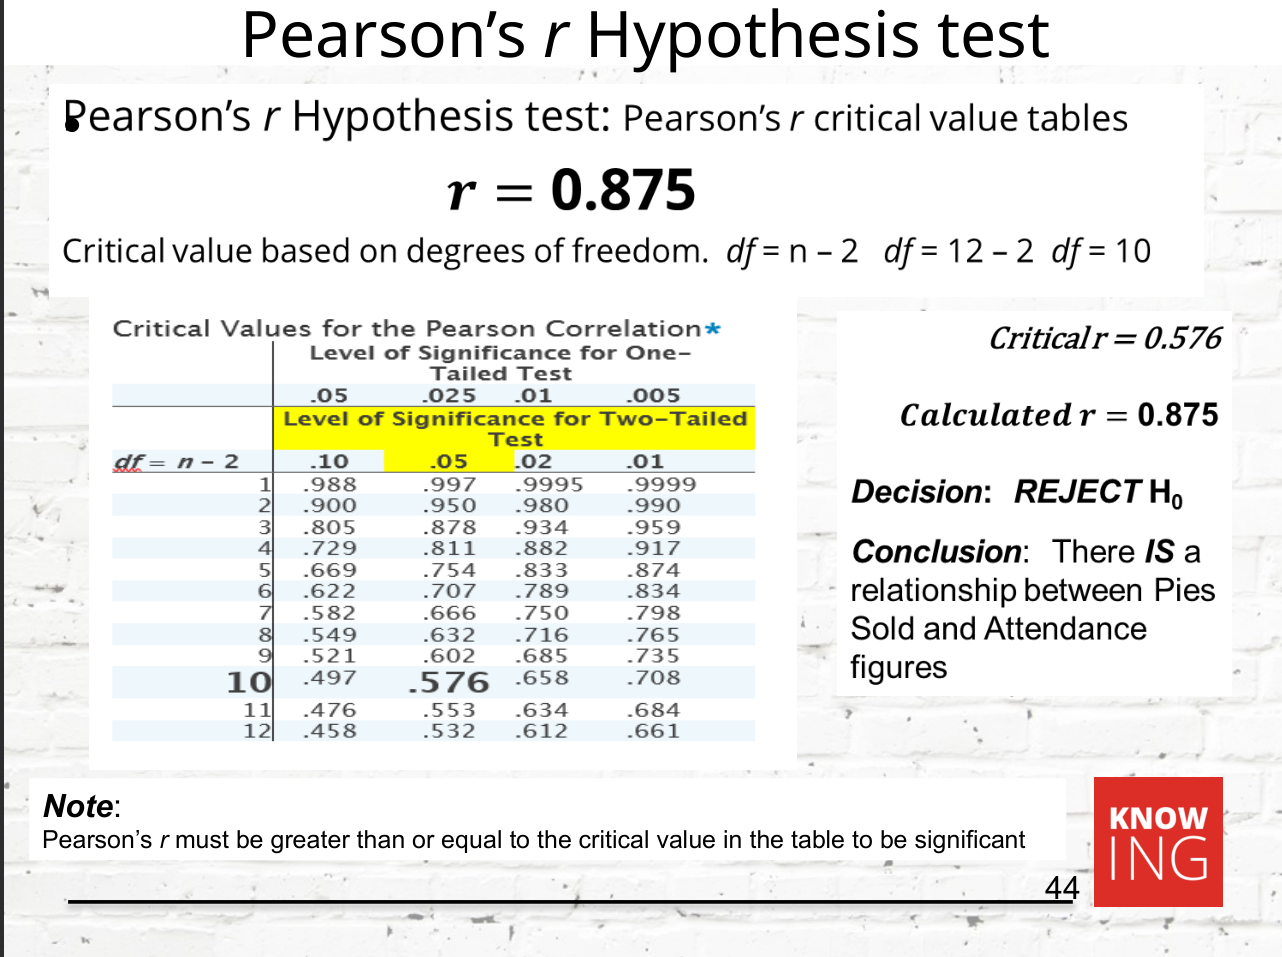 Pearson’s r Hypothesis test
• Pearson’s r Hypothesis test: Pearson’s r critical value tables
r = 0.875
Critical value based on degrees of freedom. df = n – 2 df = 12 – 2 df = 10
Critical Values for the Pearson Correlation*
Level of Significance for One-
Tailed Test
.05 .025 .01 .005
Level of Significance for Two-Tailed
Test
df = n - 2 .10 .05 .02 .01
1 .988 .997 .9995 .9999
2 .900 .950 .980 .990
3 .805 .878 .934 .959
4 .729 .811 .882 .917
5 .669 .754 .833 .874
6 .622 .707 .789 .834
7 .582 .666 .750 .798
8 .549 .632 .716 .765
9 .521 .602 .685 .735
10 .497 .576 .658 .708
11 .476 .553 .634 .684
12 .458 .532 .612 .661
Critical r = 0.576
Calculated r = 0.875
Decision: REJECT H₀
Conclusion: There IS a
relationship between Pies
Sold and Attendance
figures
Note:
Pearson’s r must be greater than or equal to the critical value in the table to be significant
44
KNOW
ING